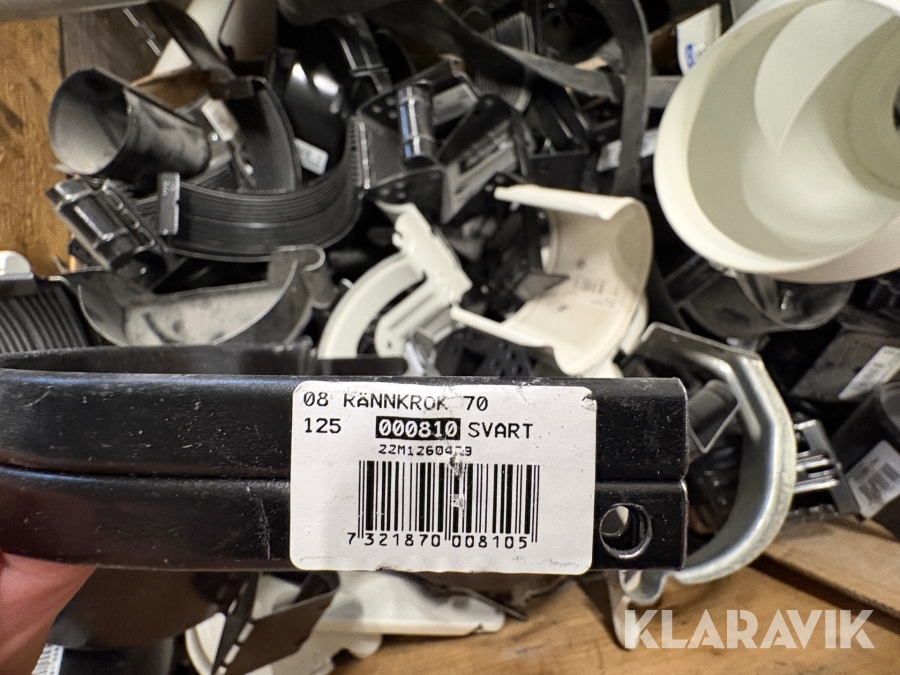 08 RÄNNKROK 70
125 000810 SVART
7 321870 008105
KLARAVIK